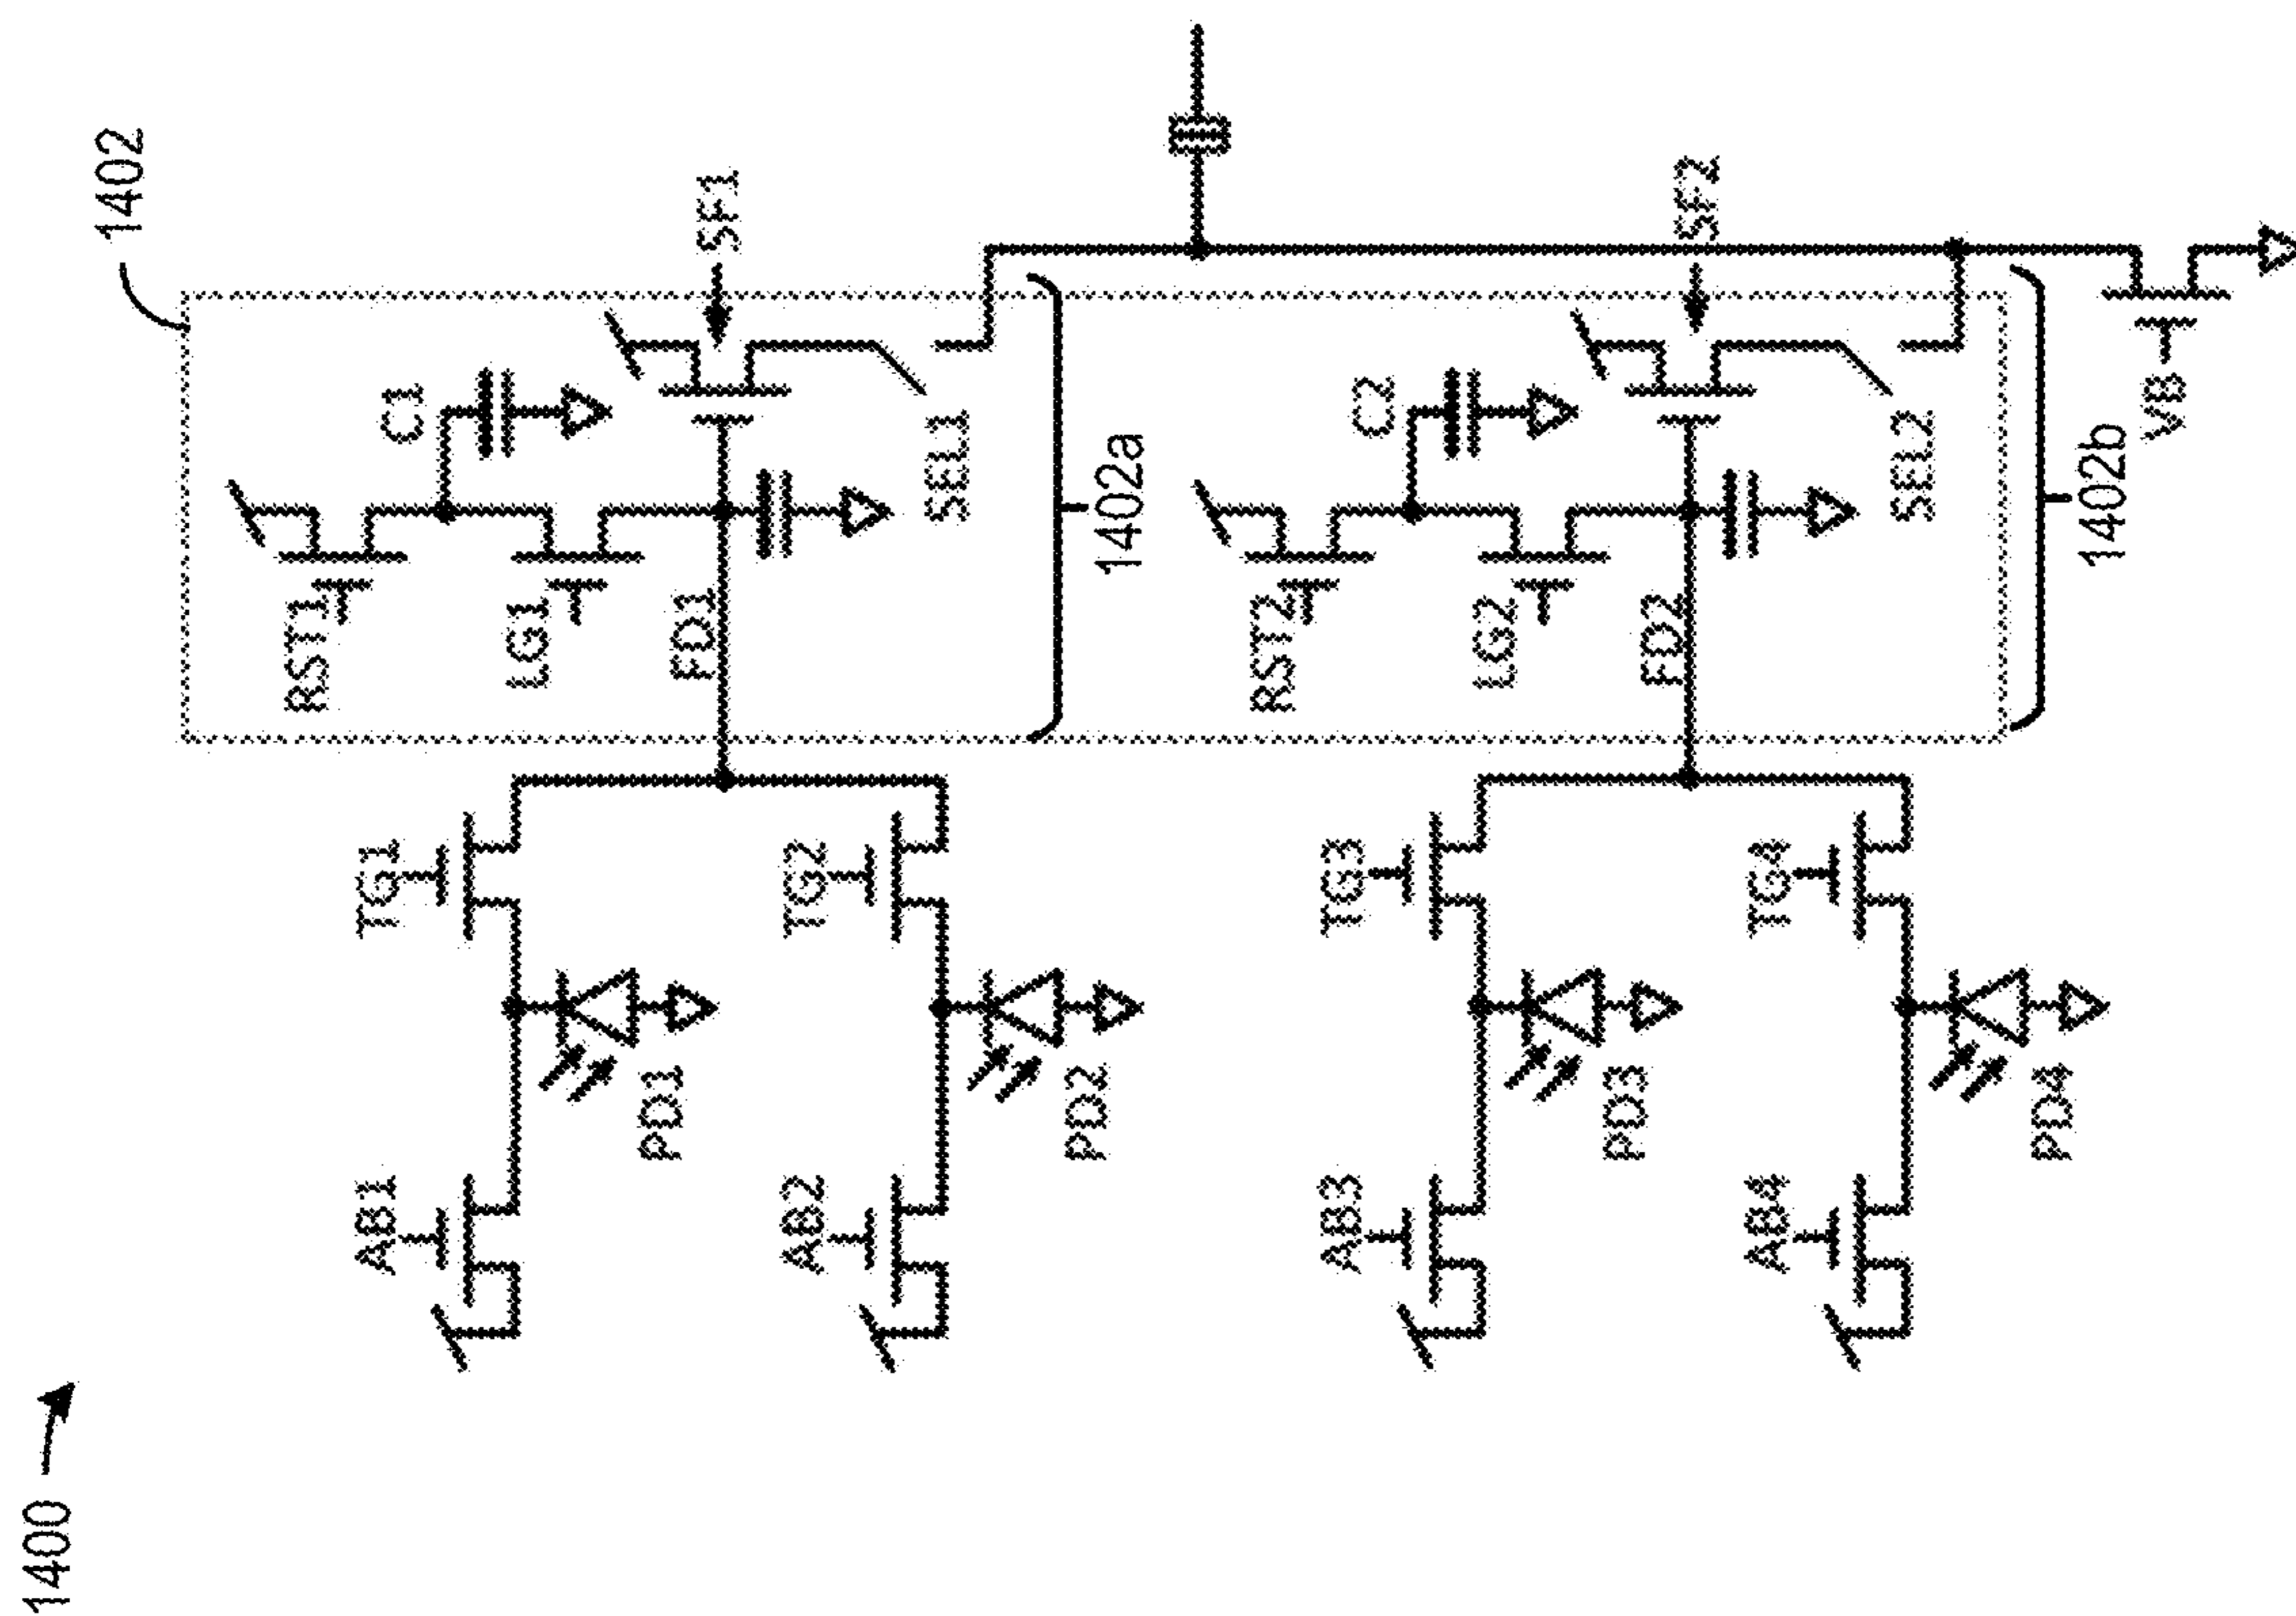 1400
1402
RST1
C1
LG1
FD1
SF1
SEL1
1402a
TG1
TG2
AB1
PD1
AB2
PD2
RST2
C2
LG2
FD2
SF2
SEL2
1402b
VB
TG3
TG4
AB3
PD3
AB4
PD4